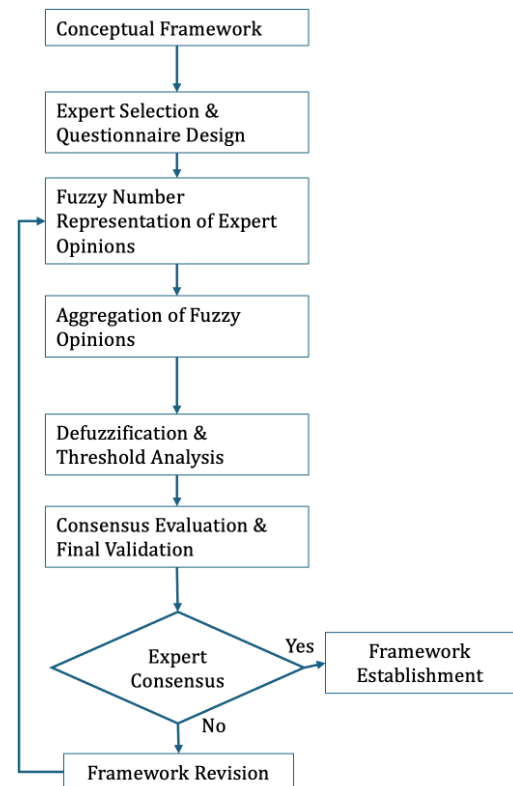 Conceptual Framework
Expert Selection &
Questionnaire Design
Fuzzy Number
Representation of Expert
Opinions
Aggregation of Fuzzy
Opinions
Defuzzification &
Threshold Analysis
Consensus Evaluation &
Final Validation
Expert
Consensus
Yes
Framework
Establishment
No
Framework Revision